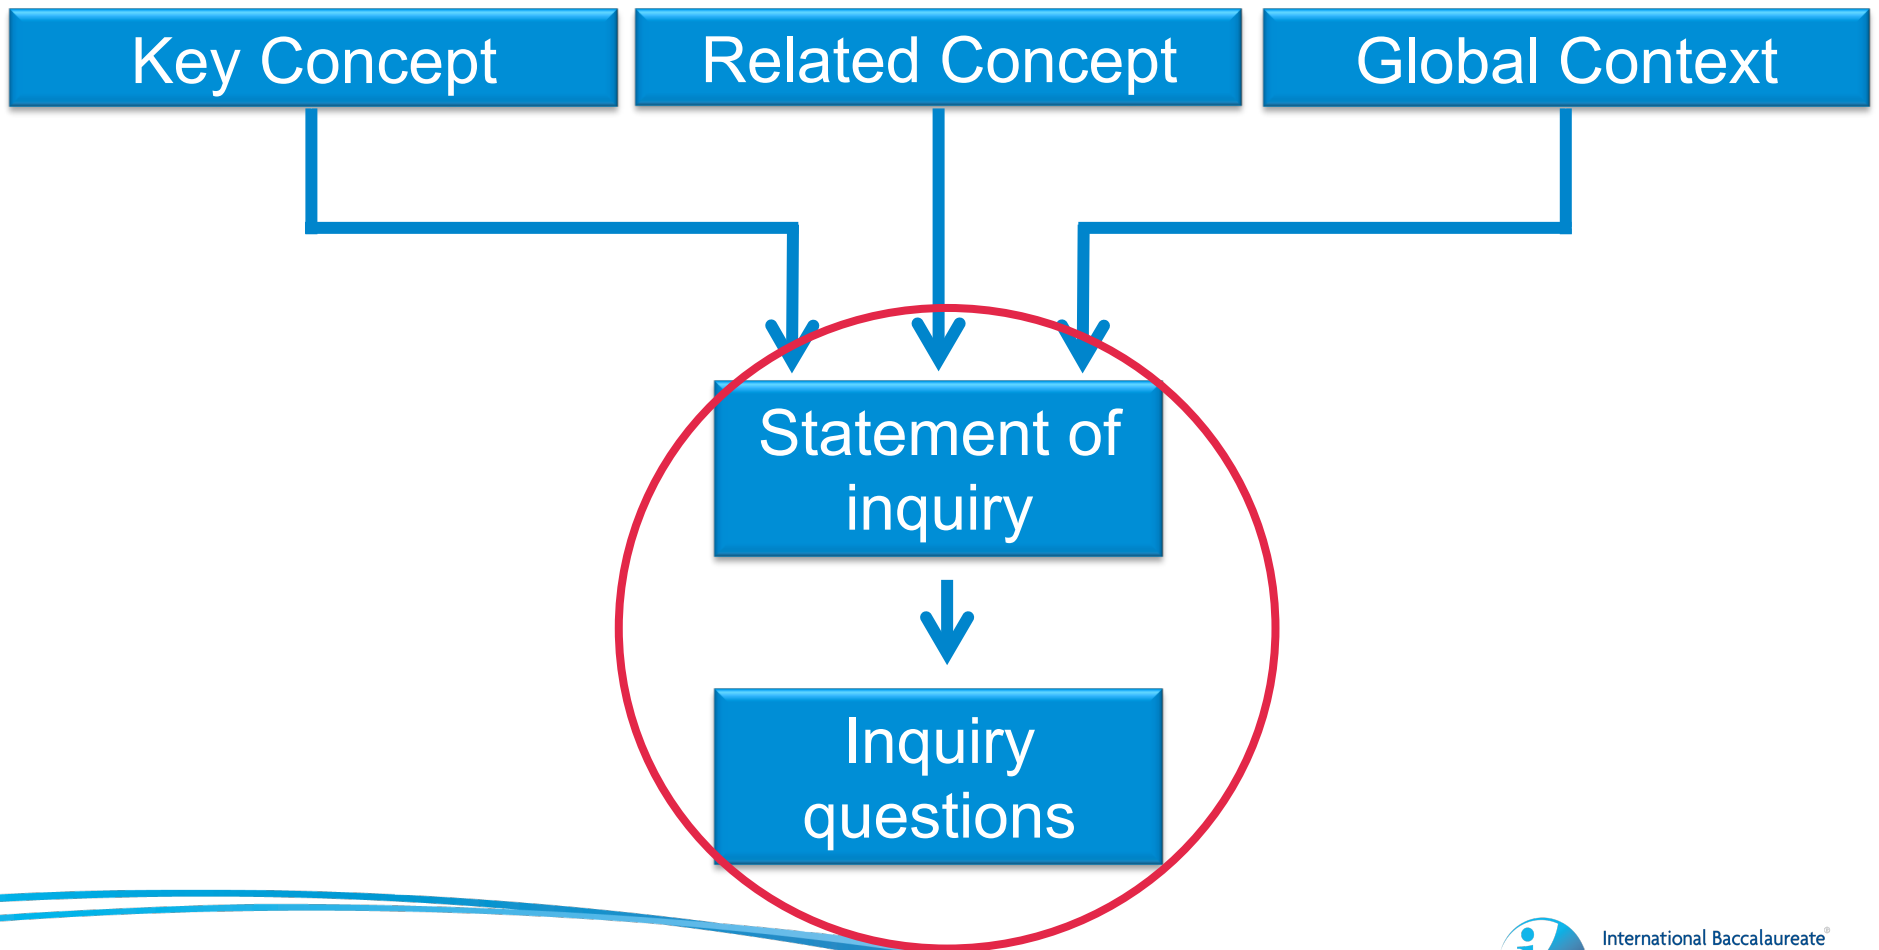 Key Concept
Related Concept
Global Context
Statement of
inquiry
Inquiry
questions
International Baccalaureate®